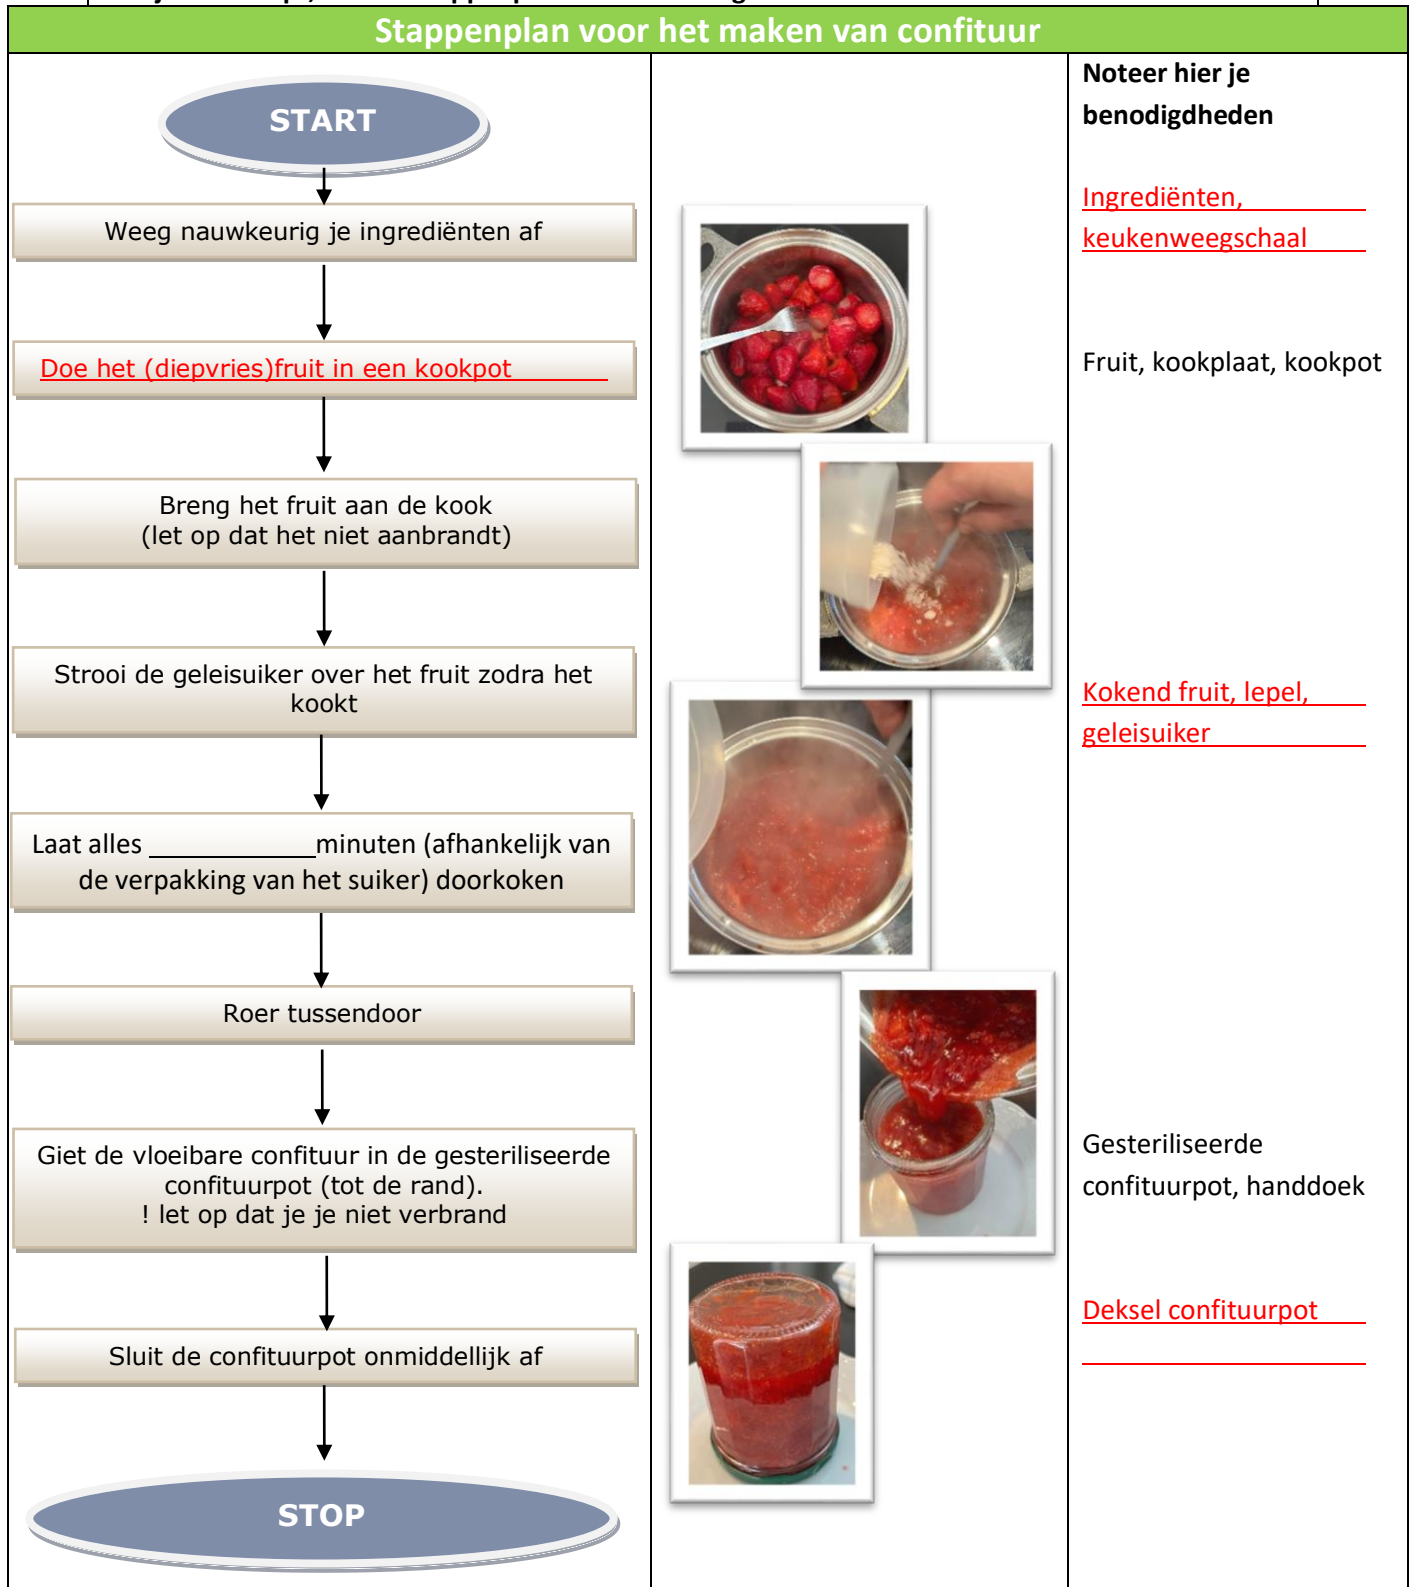 Stappenplan voor het maken van confituur
START
Weeg nauwkeurig je ingrediënten af
Doe het (diepvries)fruit in een kookpot
Breng het fruit aan de kook
(let op dat het niet aanbrandt)
Strooi de geleisuiker over het fruit zodra het
kookt
Laat alles ____________minuten (afhankelijk van
de verpakking van het suiker) doorkoken
Roer tussendoor
Giet de vloeibare confituur in de gesteriliseerde
confituurpot (tot de rand).
! let op dat je je niet verbrand
Sluit de confituurpot onmiddellijk af
STOP
Noteer hier je
benodigdheden
Ingrediënten,
keukenweegschaal
Fruit, kookplaat, kookpot
Kokend fruit, lepel,
geleisuiker
Gesteriliseerde
confituurpot, handdoek
Deksel confituurpot